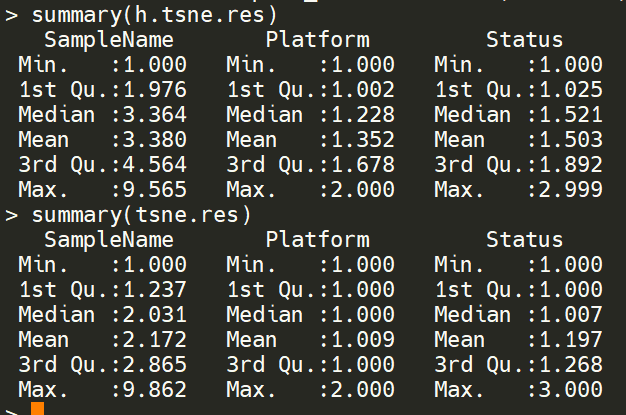 > summary(h.tsne.res)
SampleName Platform Status
Min. :1.000 Min. :1.000 Min. :1.000
1st Qu.:1.976 1st Qu.:1.002 1st Qu.:1.025
Median :3.364 Median :1.228 Median :1.521
Mean :3.380 Mean :1.352 Mean :1.503
3rd Qu.:4.564 3rd Qu.:1.678 3rd Qu.:1.892
Max. :9.565 Max. :2.000 Max. :2.999
> summary(tsne.res)
SampleName Platform Status
Min. :1.000 Min. :1.000 Min. :1.000
1st Qu.:1.237 1st Qu.:1.000 1st Qu.:1.000
Median :2.031 Median :1.000 Median :1.007
Mean :2.172 Mean :1.009 Mean :1.197
3rd Qu.:2.865 3rd Qu.:1.000 3rd Qu.:1.268
Max. :9.862 Max. :2.000 Max. :3.000
>